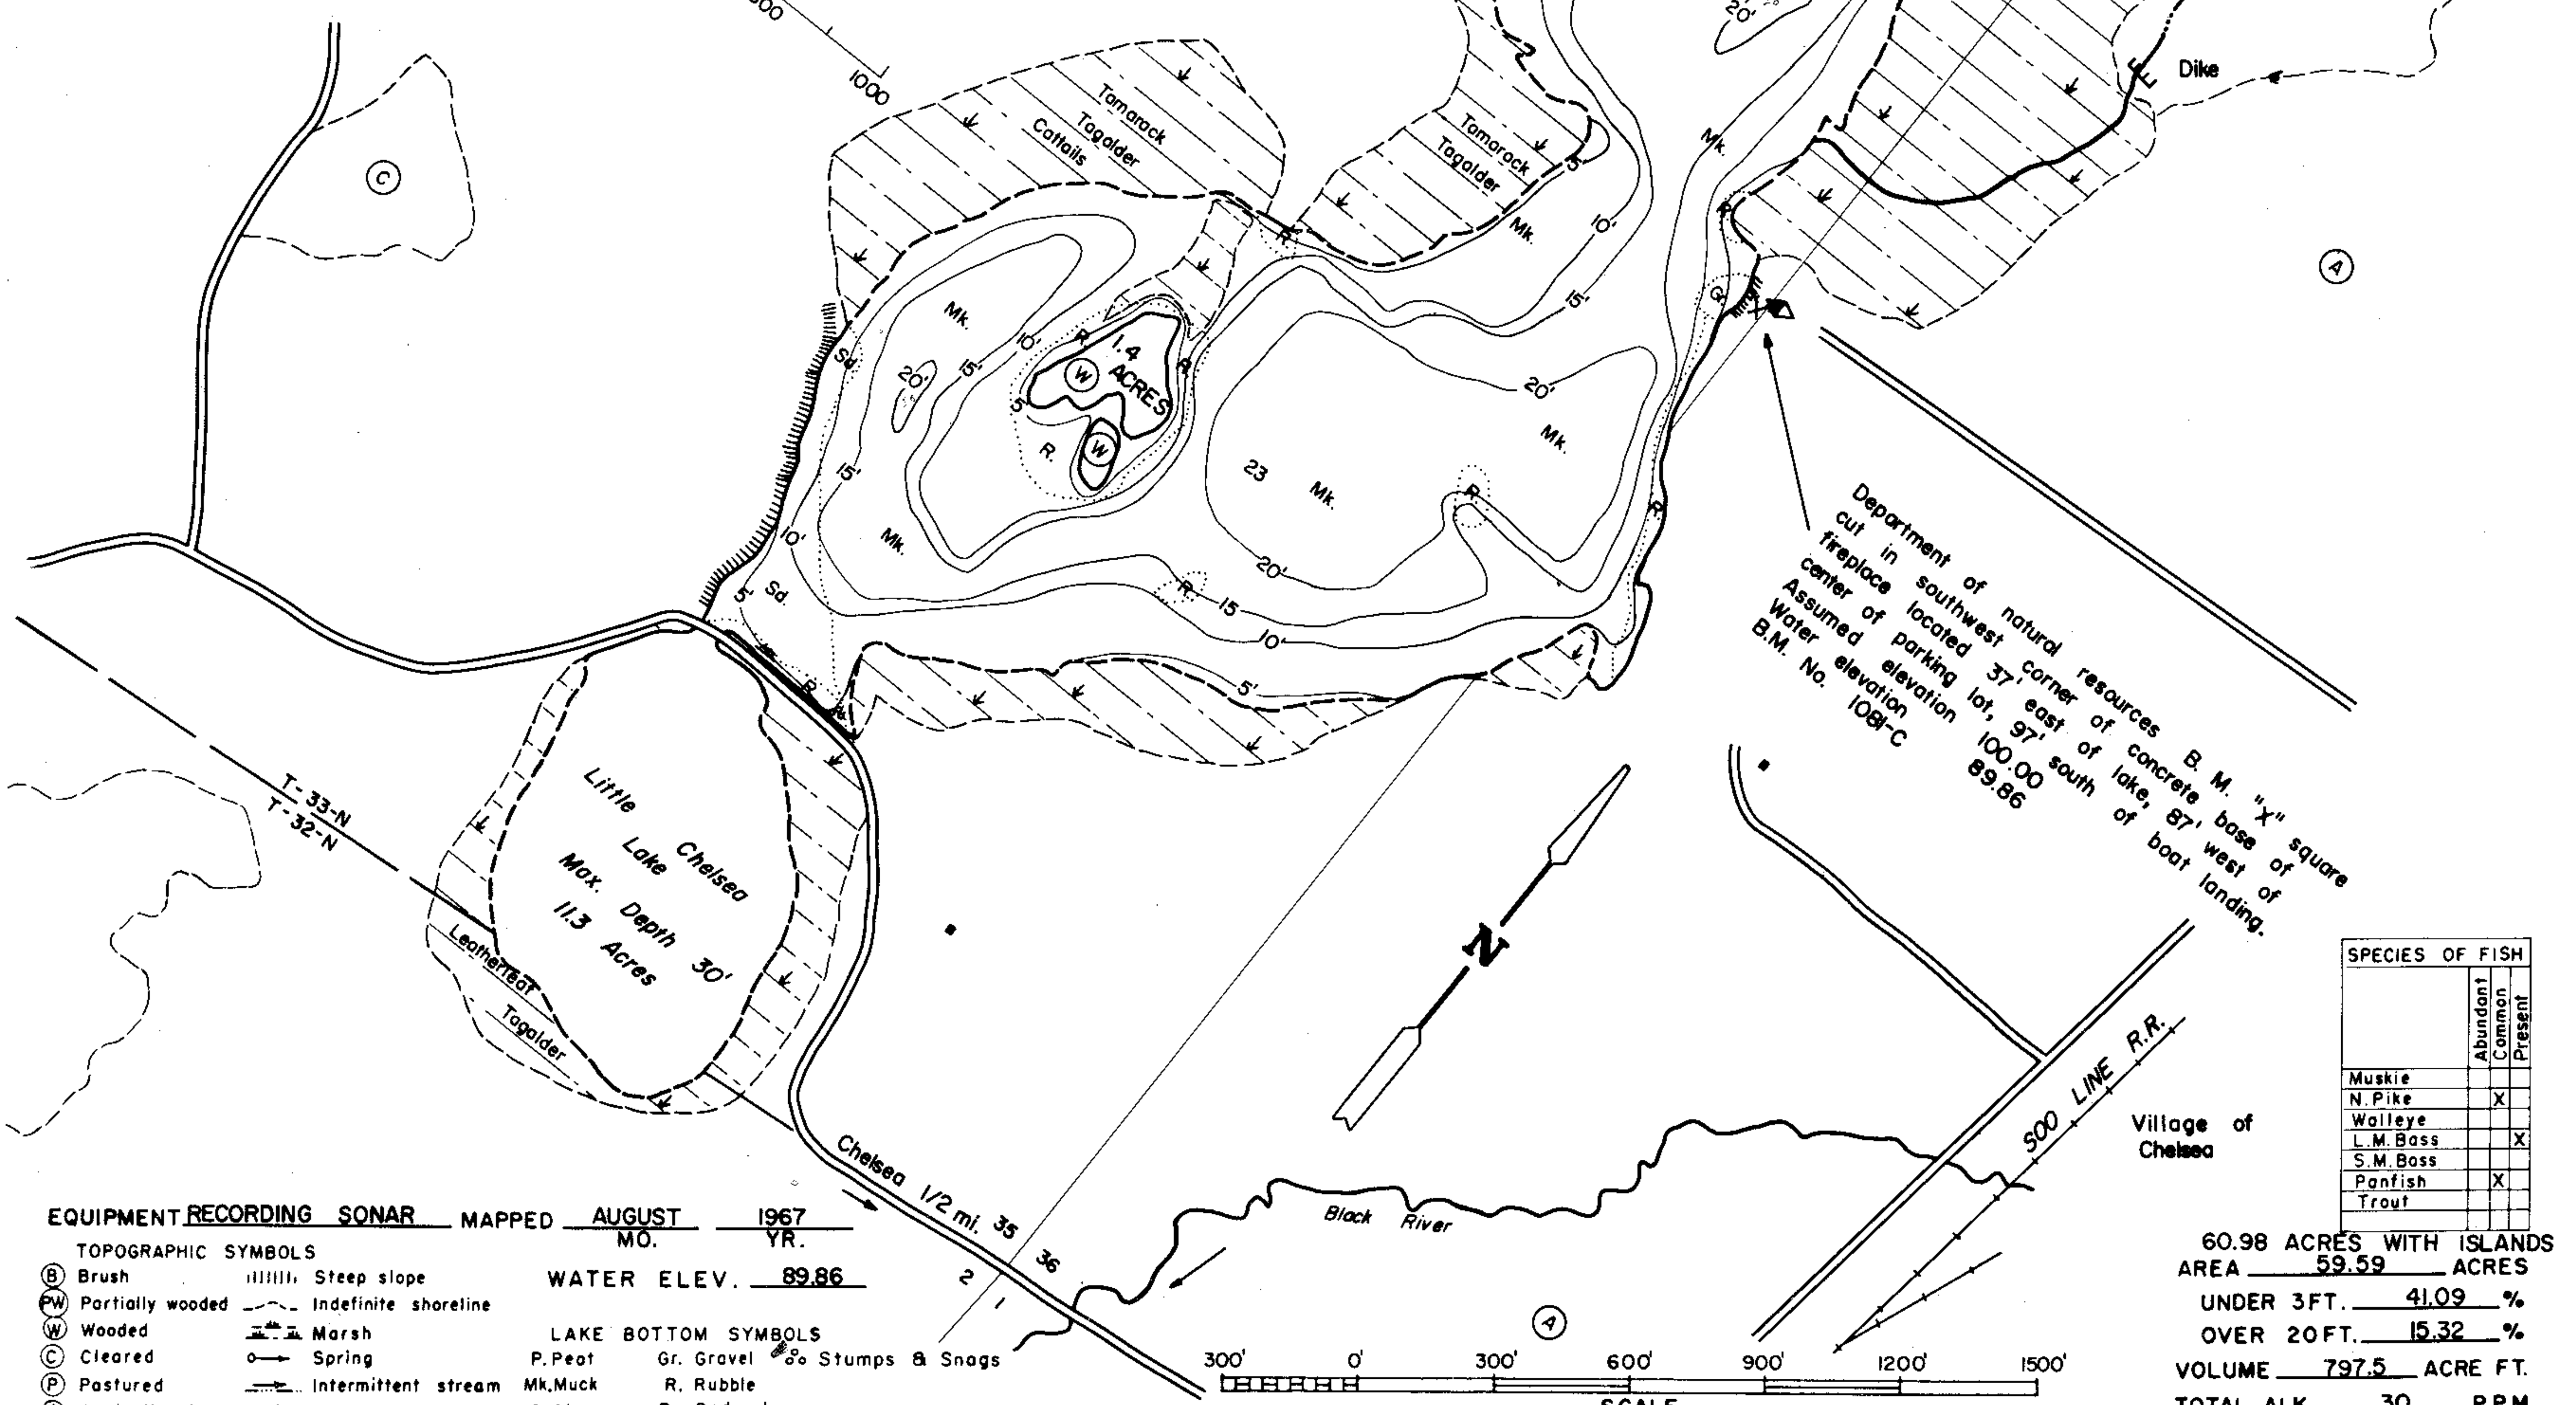 1000
20'
Dike
C
Tamarack
Tagalder
Cattails
Tamarack
Tagalder
5'
Mk.
Mk.
10'
R.
R.
15'
A
Mk.
G.
Sd.
20'
15'
10'
R.
1.4
ACRES
W
R.
5'
R.
W
20'
Mk.
15'
23
Mk.
R.
R.
10'
Mk.
20'
Sd.
5'
R.
15
10'
R.
5'
Department of natural resources B. M. "X" square
cut in southwest corner of concrete base of
fireplace located 37' east of lake, 87' west of
center of parking lot, 97' south of boat landing.
Assumed elevation 100.00
Water elevation 89.86
B.M. No. 1081-C
T-33-N
T-32-N
Little Chelsea
Lake
Max. Depth 30'
11.3 Acres
Leatherleaf
Tagalder
N
SOO LINE R.R.
Village of
Chelsea
Chelsea 1/2 mi.
35
36
2
1
Black River
A
SPECIES OF FISH
Abundant
Common
Present
Muskie
N. Pike X
Walleye
L.M. Bass X
S.M. Bass
Panfish X
Trout
60.98 ACRES WITH ISLANDS
AREA 59.59 ACRES
UNDER 3 FT. 41.09 %
OVER 20 FT. 15.32 %
VOLUME 797.5 ACRE FT.
TOTAL ALK. 30 P.P.M.
EQUIPMENT RECORDING SONAR MAPPED AUGUST 1967
MO. YR.
TOPOGRAPHIC SYMBOLS
B Brush Steep slope
PW Partially wooded Indefinite shoreline
W Wooded Marsh
C Cleared Spring
P Pastured Intermittent stream
WATER ELEV. 89.86
LAKE BOTTOM SYMBOLS
P. Peat Gr. Gravel Stumps & Snags
Mk. Muck R. Rubble
300' 0' 300' 600' 900' 1200' 1500'
SCALE